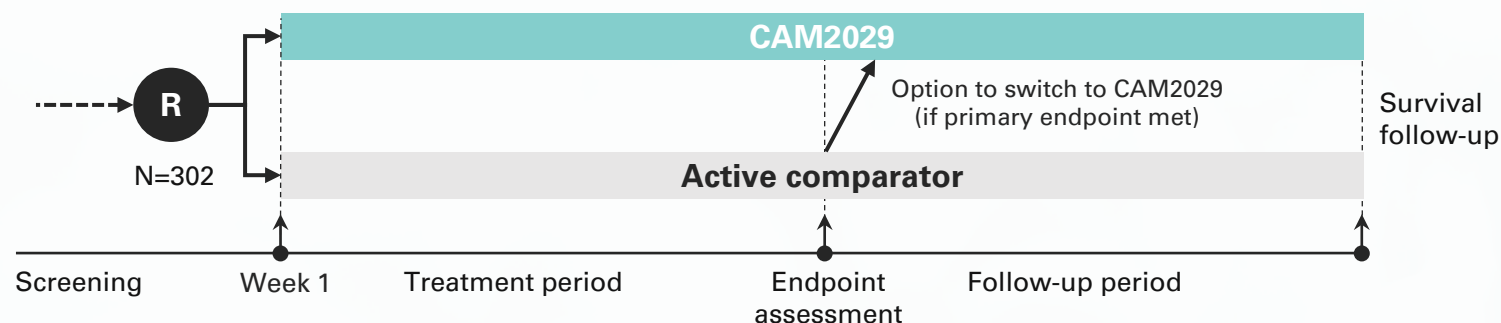 CAM2029
Option to switch to CAM2029
(if primary endpoint met)
R
N=302
Active comparator
Survival
follow-up
Screening
Week 1
Treatment period
Endpoint
assessment
Follow-up period